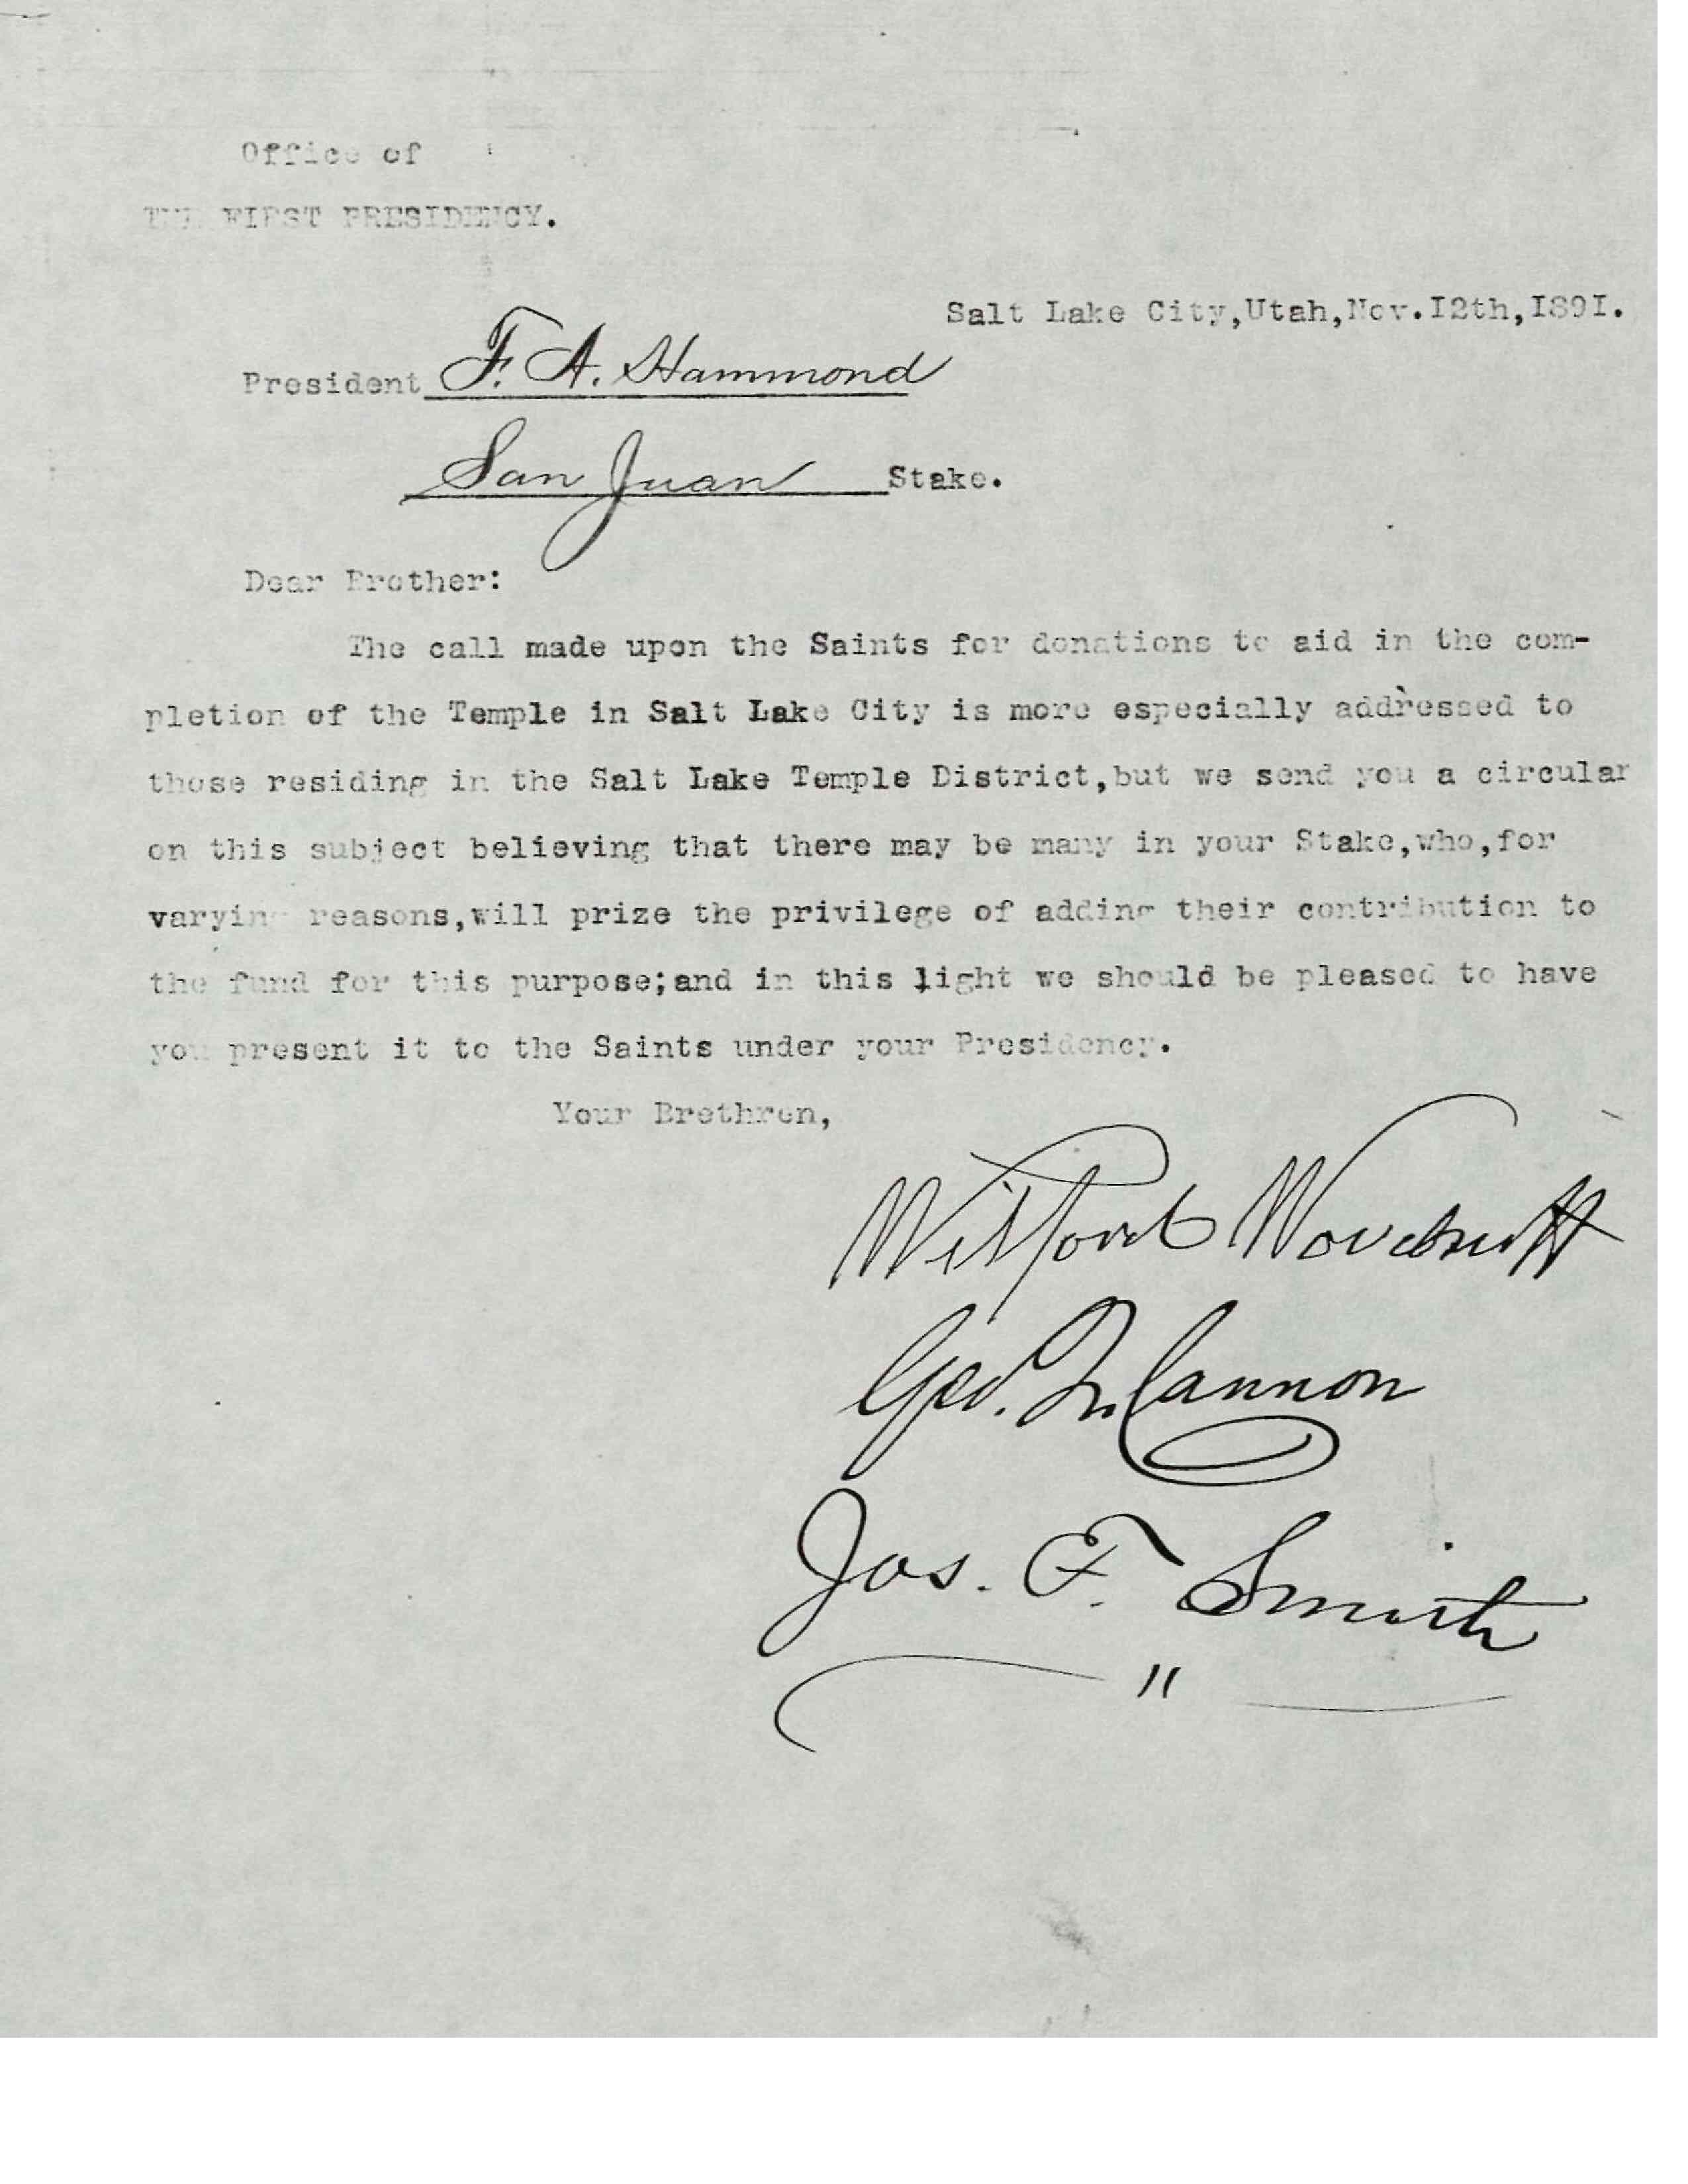 Office of
THE FIRST PRESIDENCY.
Salt Lake City,Utah,Nov.I2th,I89I.
President F. A. Hammond
San Juan Stake.
Dear Brother:
The call made upon the Saints for donations to aid in the com-
pletion of the Temple in Salt Lake City is more especially addressed to
those residing in the Salt Lake Temple District,but we send you a circular
on this subject believing that there may be many in your Stake,who,for
varying reasons,will prize the privilege of adding their contribution to
the fund for this purpose;and in this light we should be pleased to have
you present it to the Saints under your Presidency.
Your Brethren,
Wilford Woodruff
Geo. Q. Cannon
Jos. F. Smith